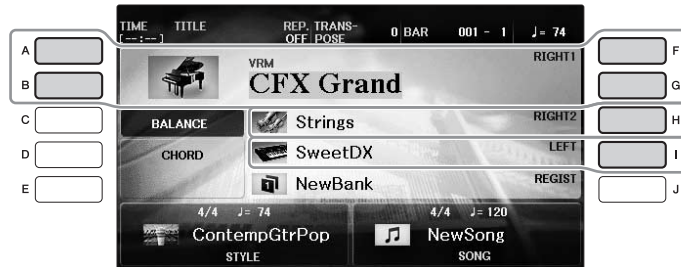 TIME TITLE REP. TRANS-
[--:--] OFF POSE 0 BAR 001 - 1 ♩= 74
A F
VRM RIGHT1
CFX Grand
B G
C BALANCE Strings RIGHT2 H
D CHORD SweetDX LEFT I
E NewBank REGIST J
4/4 ♩= 74 4/4 ♩= 120
ContempGtrPop NewSong
STYLE SONG